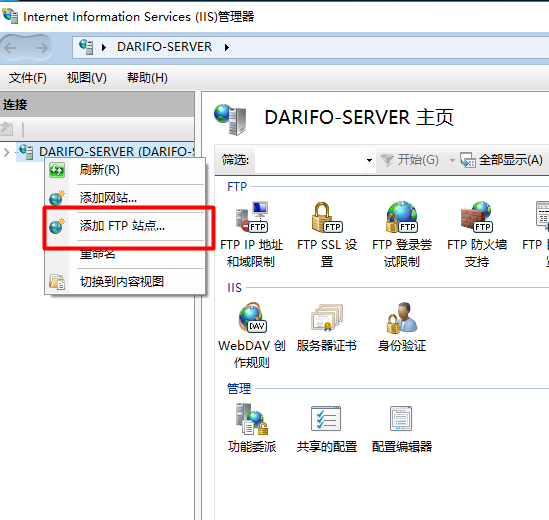 Internet Information Services (IIS)管理器
DARIFO-SERVER
文件(F) 视图(V) 帮助(H)
连接
DARIFO-SERVER (DARIFO-S
刷新(R)
添加网站...
添加 FTP 站点...
重命名
切换到内容视图
DARIFO-SERVER 主页
筛选: 开始(G) 全部显示(A)
FTP
FTP IP 地址
和域限制
FTP SSL 设
置
FTP 登录尝
试限制
FTP 防火墙
支持
FTP
IIS
WebDAV 创
作规则
服务器证书
身份验证
管理
功能委派
共享的配置
配置编辑器